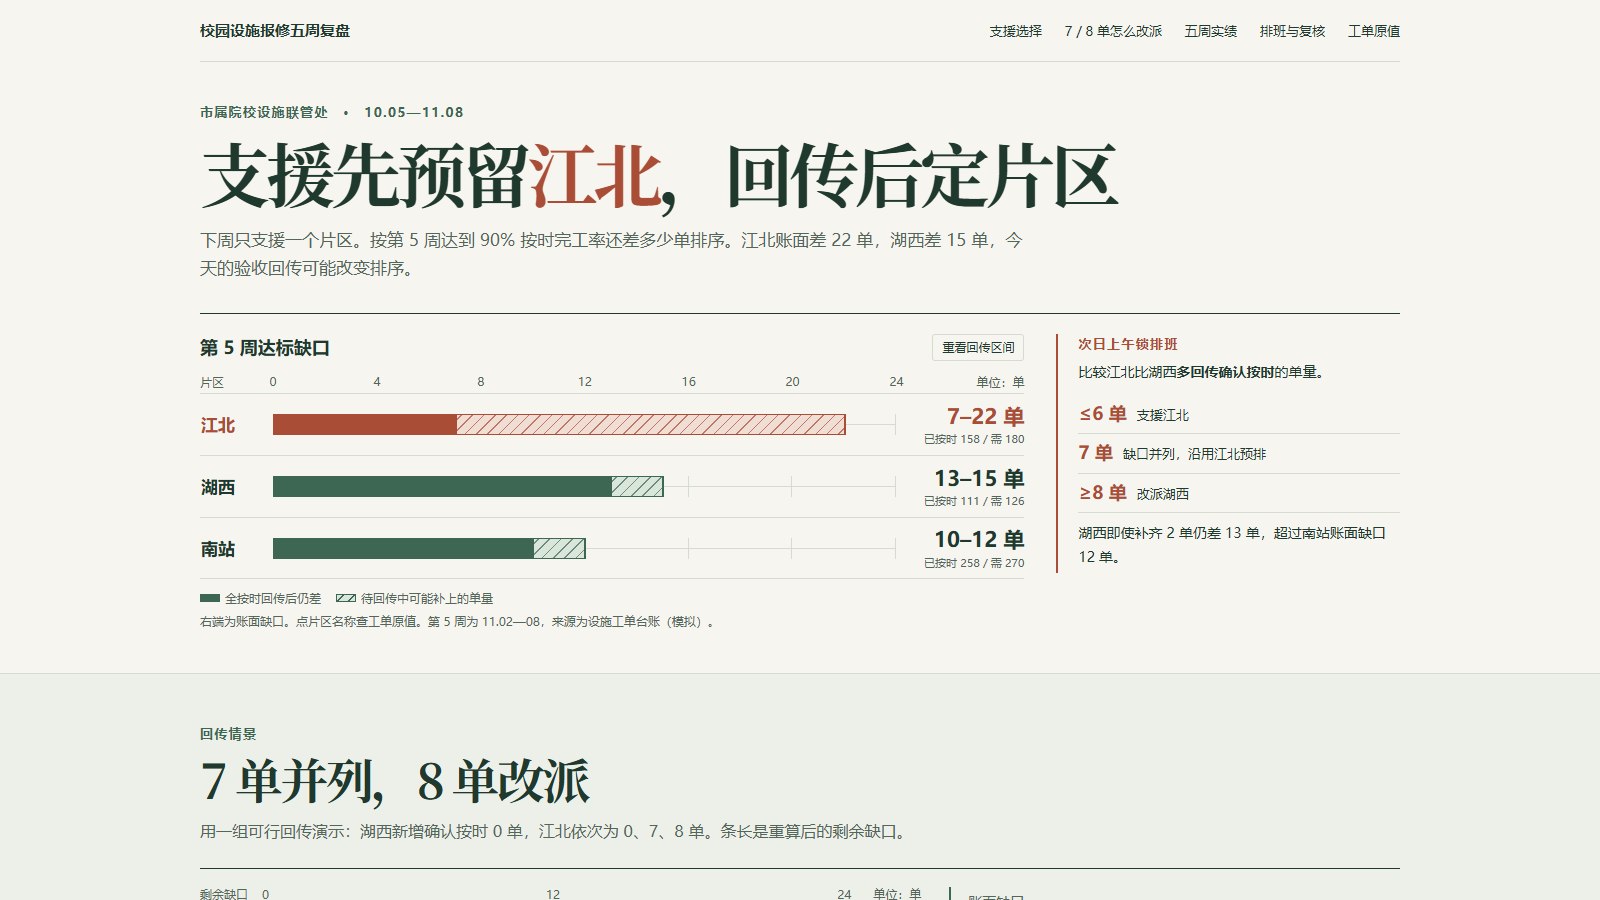 校园设施报修五周复盘
支援选择 7 / 8 单怎么改派 五周实绩 排班与复核 工单原值
市属院校设施联管处 • 10.05—11.08
支援先预留江北，回传后定片区
下周只支援一个片区。按第 5 周达到 90% 按时完工率还差多少单排序。江北账面差 22 单，湖西差 15 单，今
天的验收回传可能改变排序。
第 5 周达标缺口
重看回传区间
片区 0 4 8 12 16 20 24 单位：单
江北
7–22 单
已按时 158 / 需 180
湖西
13–15 单
已按时 111 / 需 126
南站
10–12 单
已按时 258 / 需 270
全按时回传后仍差 待回传中可能补上的单量
右端为账面缺口。点片区名称查工单原值。第 5 周为 11.02—08，来源为设施工单台账（模拟）。
次日上午锁排班
比较江北比湖西多回传确认按时的单量。
≤6 单 支援江北
7 单 缺口并列，沿用江北预排
≥8 单 改派湖西
湖西即使补齐 2 单仍差 13 单，超过南站账面缺口
12 单。
回传情景
7 单并列，8 单改派
用一组可行回传演示：湖西新增确认按时 0 单，江北依次为 0、7、8 单。条长是重算后的剩余缺口。
剩余缺口 0 12 24 单位：单
账面缺口